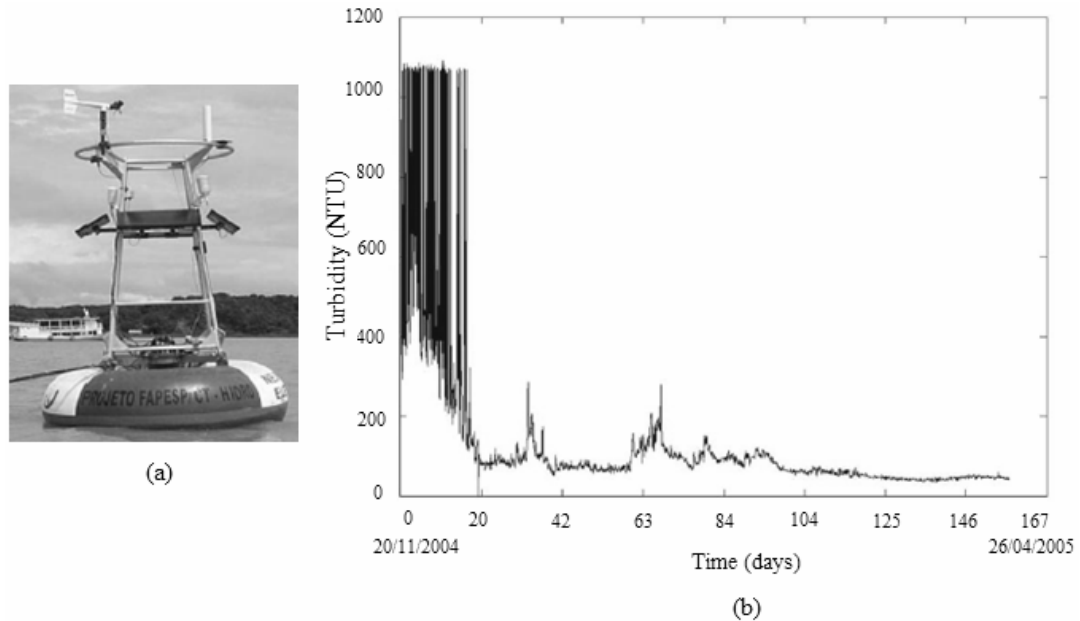 PROJETO FAPESP/CT - HIDRO
(a)
Turbidity (NTU)
1200
1000
800
600
400
200
0
0 20 42 63 84 104 125 146 167
20/11/2004 26/04/2005
Time (days)
(b)